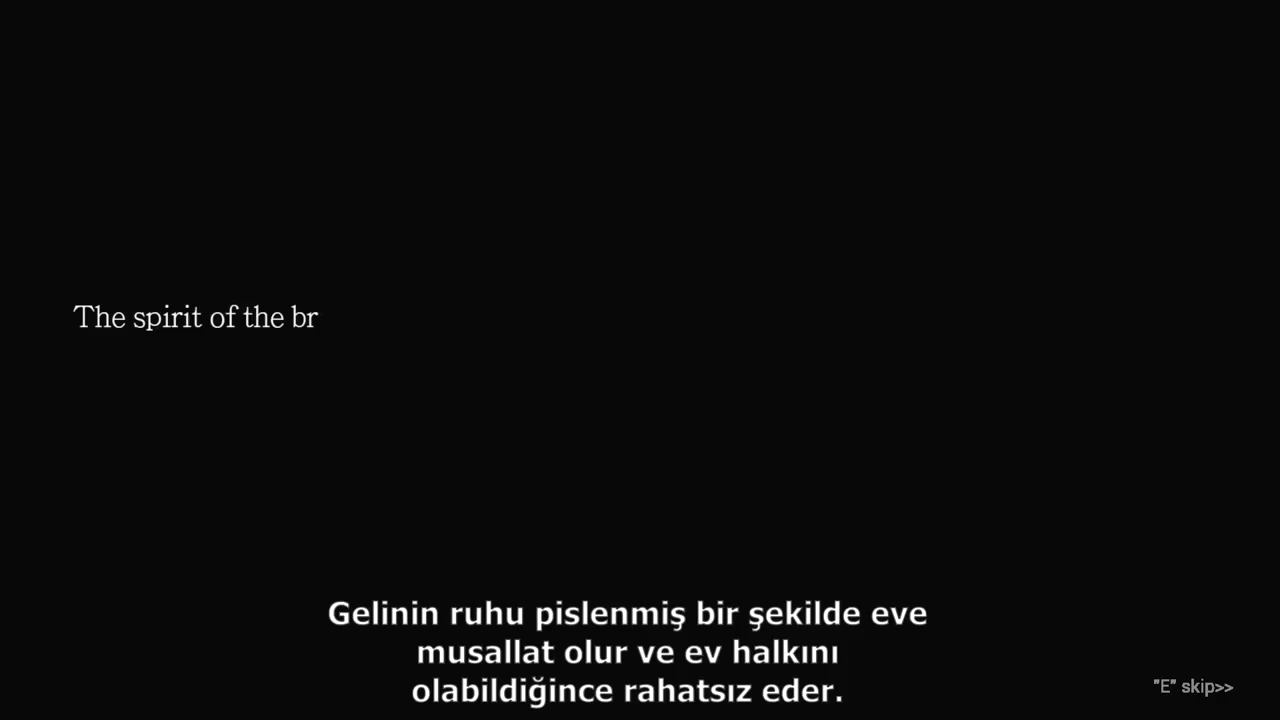 The spirit of the br
Gelinin ruhu pislenmiş bir şekilde eve
musallat olur ve ev halkını
olabildiğince rahatsız eder.
"E" skip>>